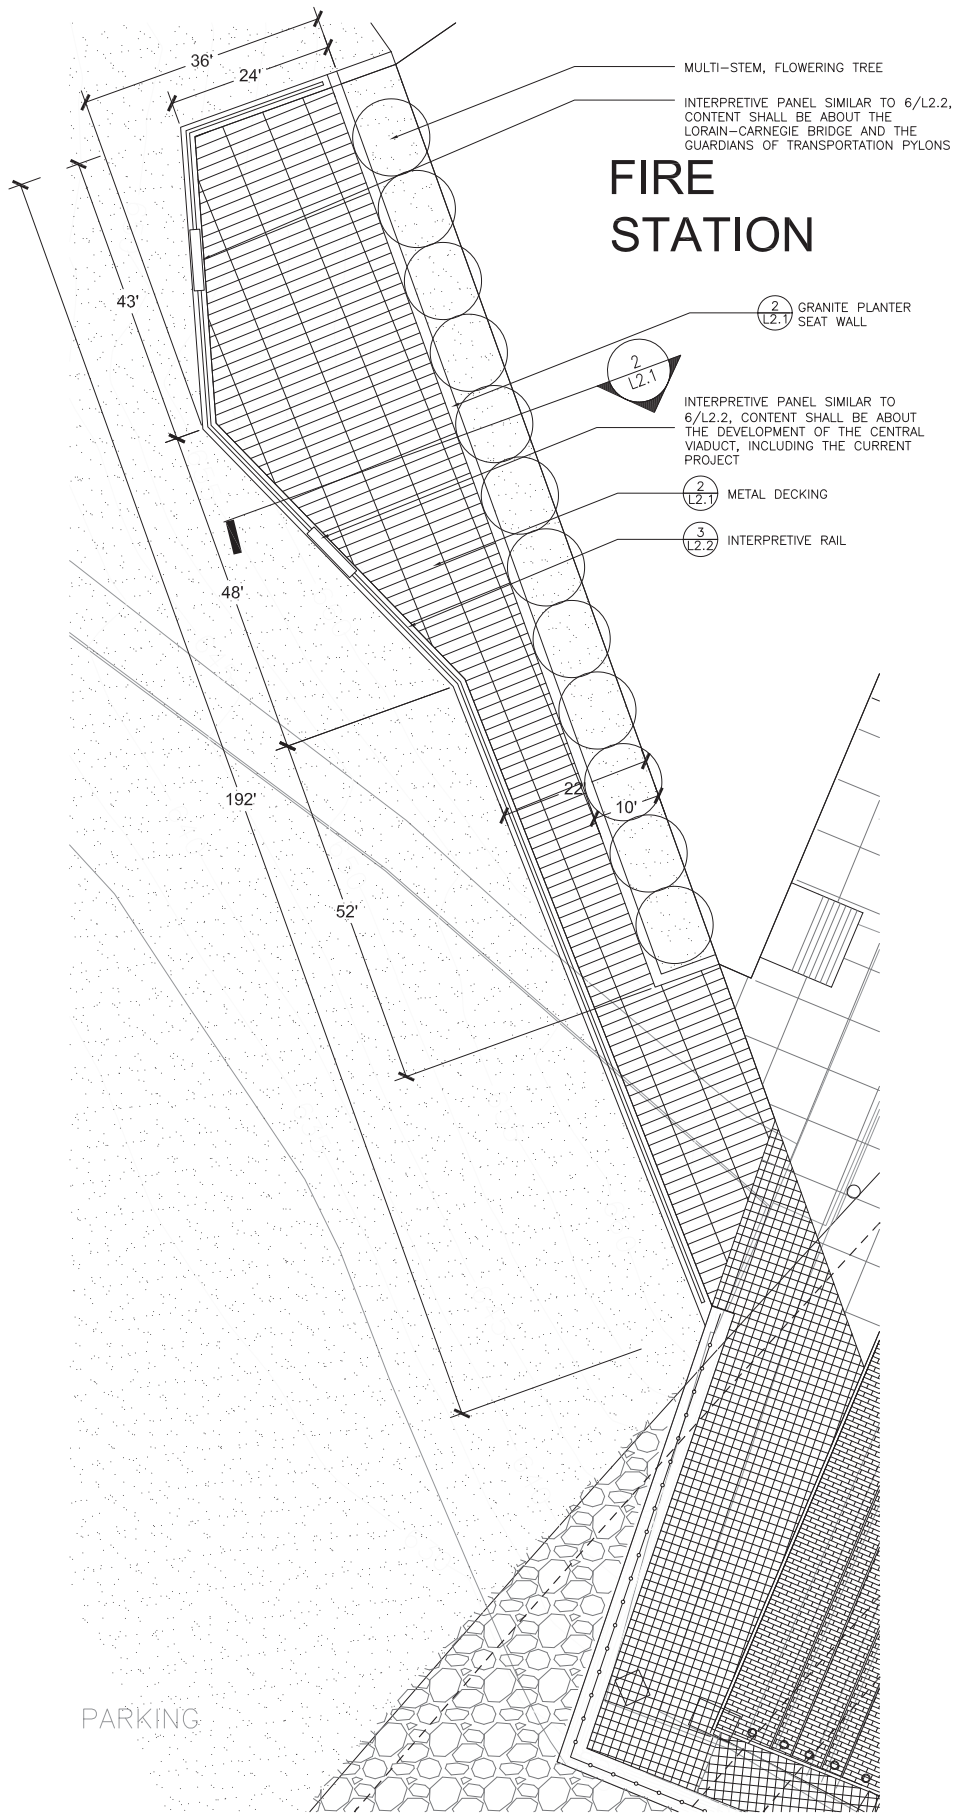 36'
24'
MULTI-STEM, FLOWERING TREE
INTERPRETIVE PANEL SIMILAR TO 6/L2.2,
CONTENT SHALL BE ABOUT THE
LORAIN-CARNEGIE BRIDGE AND THE
GUARDIANS OF TRANSPORTATION PYLONS
FIRE
STATION
43'
2
L2.1
GRANITE PLANTER
SEAT WALL
2
L2.1
INTERPRETIVE PANEL SIMILAR TO
6/L2.2, CONTENT SHALL BE ABOUT
THE DEVELOPMENT OF THE CENTRAL
VIADUCT, INCLUDING THE CURRENT
PROJECT
2
L2.1
METAL DECKING
3
L2.2
INTERPRETIVE RAIL
48'
192'
22'
10'
52'
PARKING